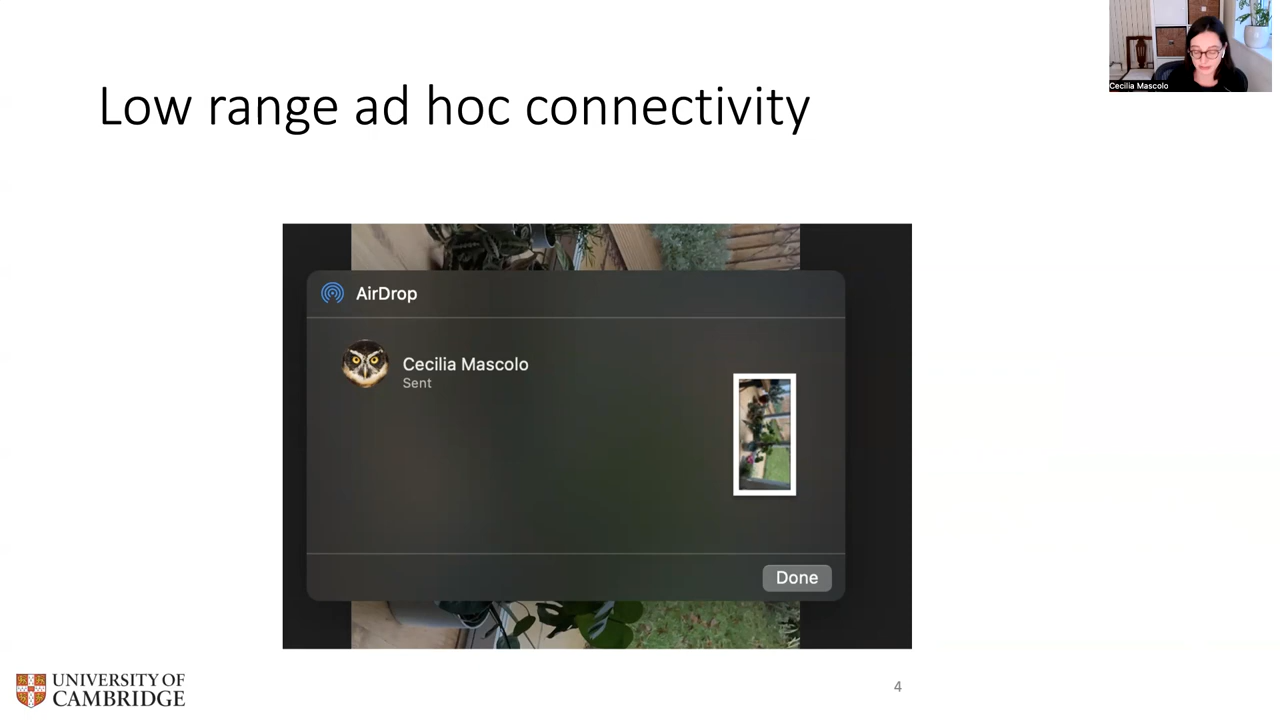 Cecilia Mascolo
Low range ad hoc connectivity
AirDrop
Cecilia Mascolo
Sent
Done
UNIVERSITY OF
CAMBRIDGE
4